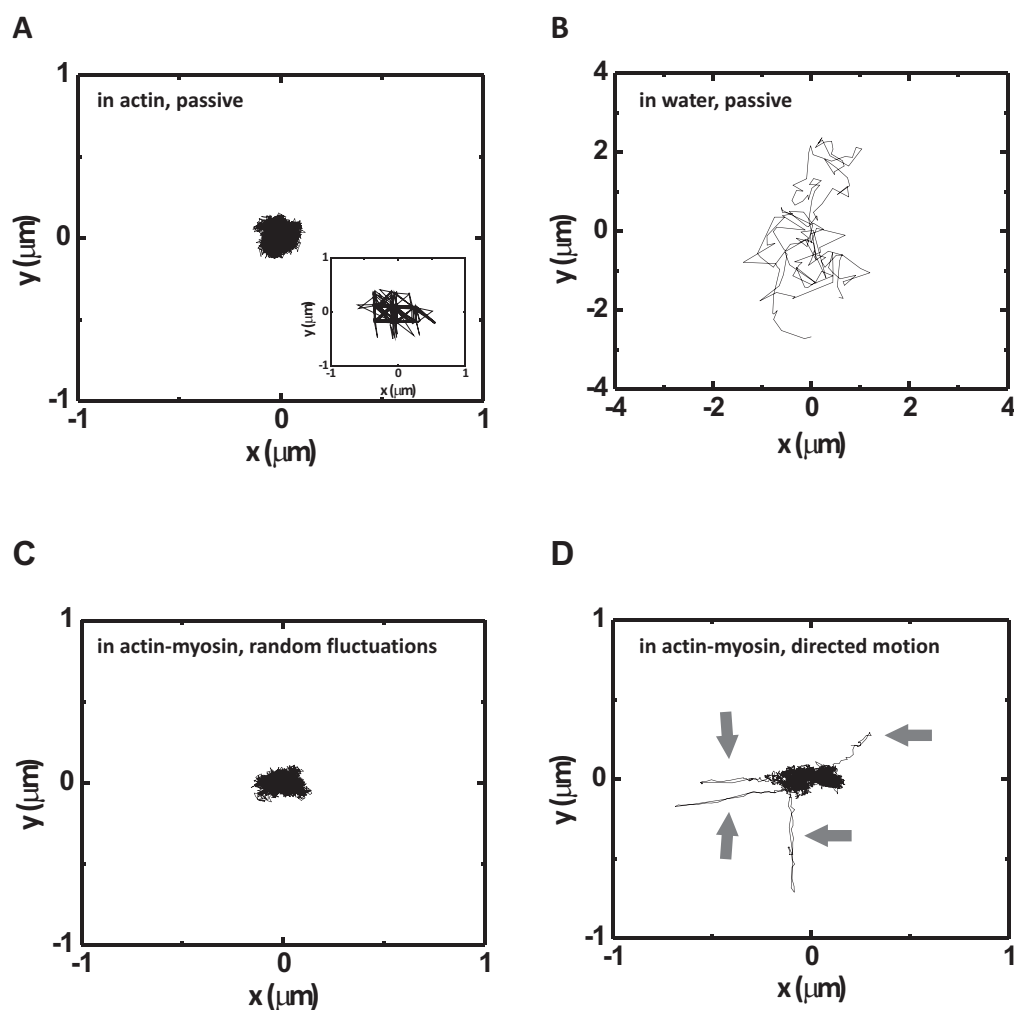 A
1
in actin, passive
y (μm)
0
1
y (μm)
0
-1
-1
0
1
x (μm)
-1
-1
0
1
x (μm)
B
4
in water, passive
2
y (μm)
0
-2
-4
-4
-2
0
2
4
x (μm)
C
1
in actin-myosin, random fluctuations
y (μm)
0
-1
-1
0
1
x (μm)
D
1
in actin-myosin, directed motion
y (μm)
0
-1
-1
0
1
x (μm)